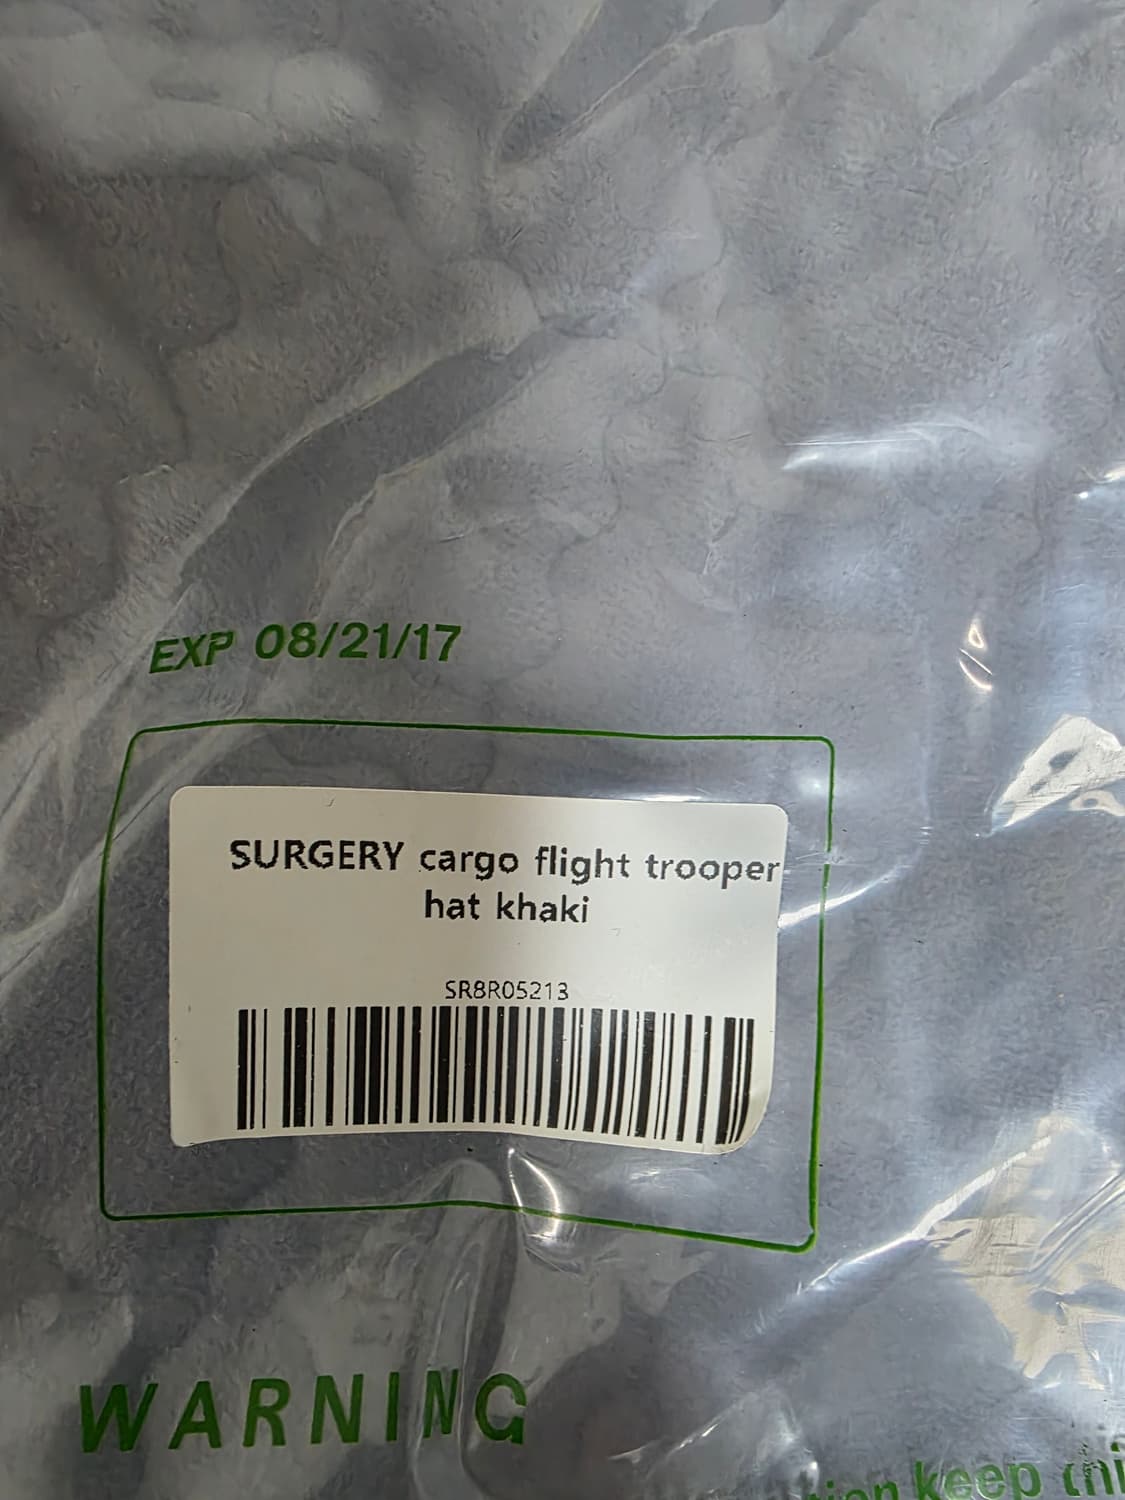 EXP 08/21/17
SURGERY cargo flight trooper
hat khaki
SR8R05213
WARNING
keep